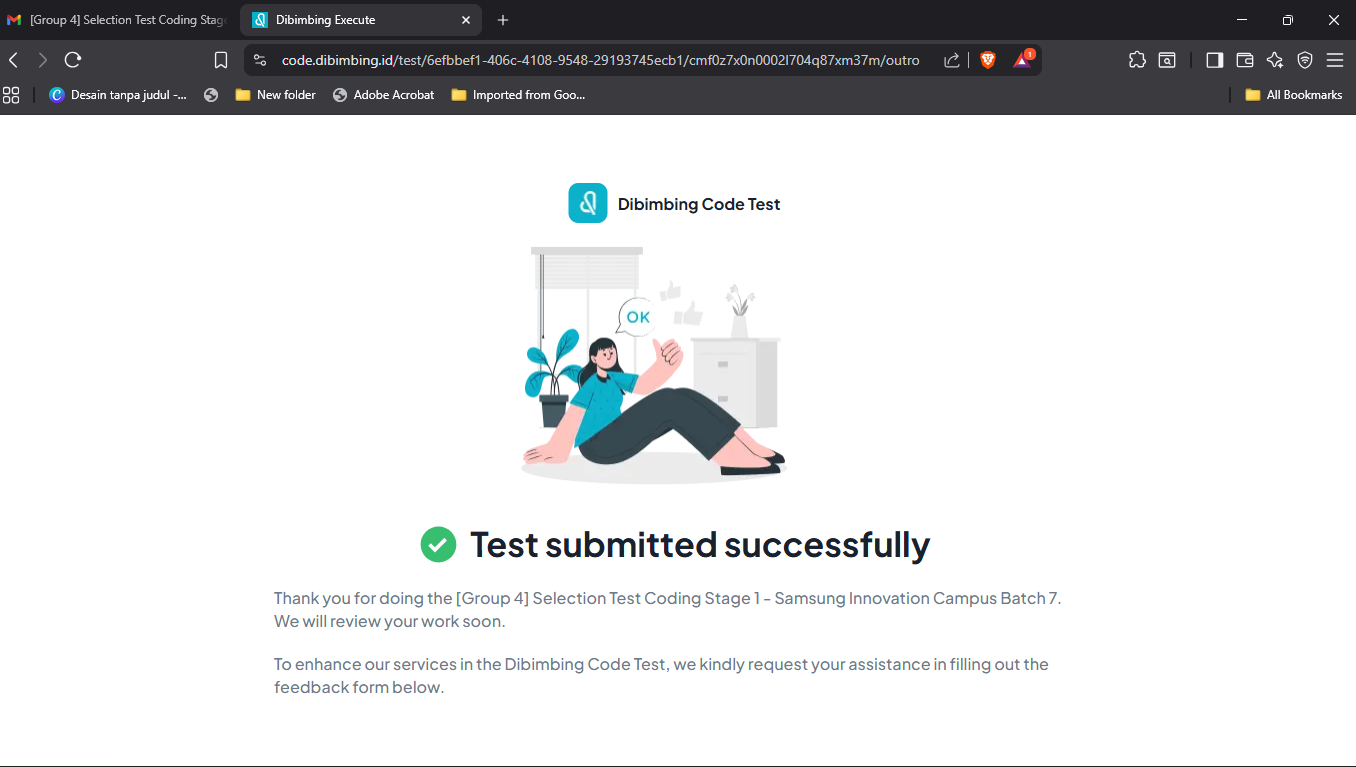 [Group 4] Selection Test Coding Stag
Dibimbing Execute
code.dibimbing.id/test/6efbbef1-406c-4108-9548-29193745ecb1/cmf0z7x0n0002l704q87xm37m/outro
1
Desain tanpa judul -...
New folder
Adobe Acrobat
Imported from Goo...
All Bookmarks
Dibimbing Code Test
OK
Test submitted successfully
Thank you for doing the [Group 4] Selection Test Coding Stage 1 - Samsung Innovation Campus Batch 7.
We will review your work soon.
To enhance our services in the Dibimbing Code Test, we kindly request your assistance in filling out the
feedback form below.